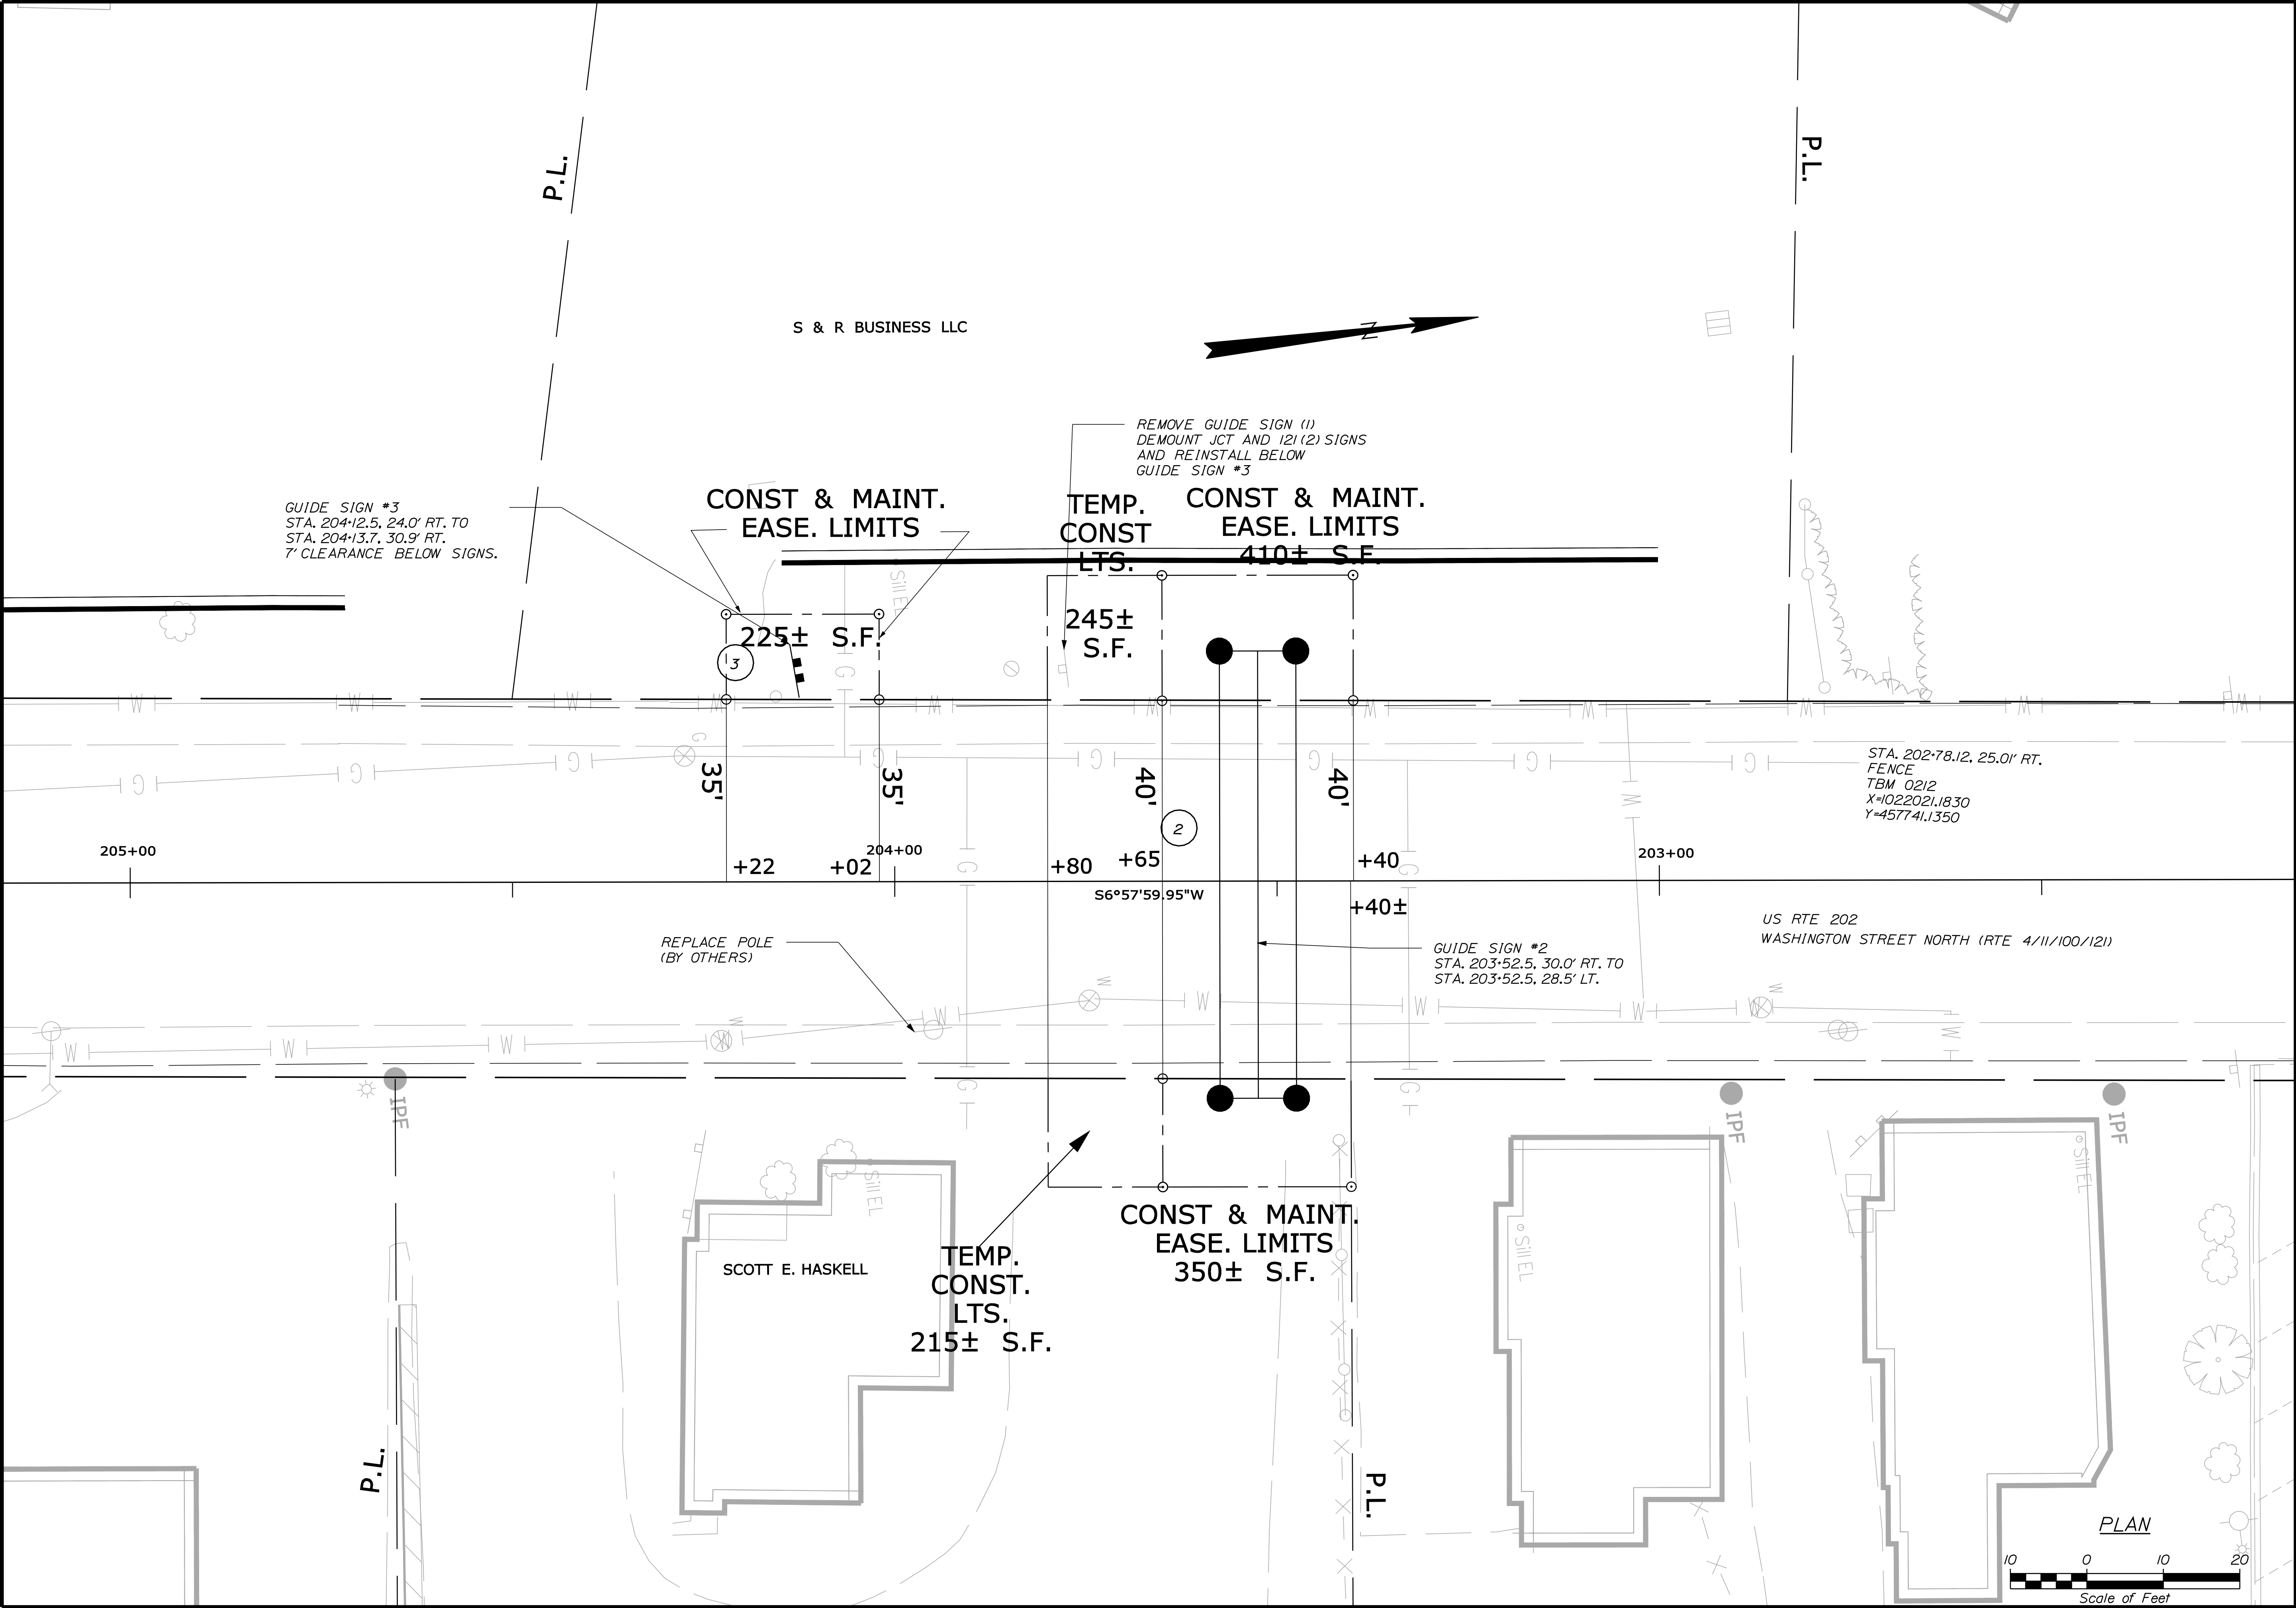 P.L.
P.L.
S & R BUSINESS LLC
N
REMOVE GUIDE SIGN (1)
DEMOUNT JCT AND 121 (2) SIGNS
AND REINSTALL BELOW
GUIDE SIGN #3
GUIDE SIGN #3
STA. 204+12.5, 24.0' RT. TO
STA. 204+13.7, 30.9' RT.
7' CLEARANCE BELOW SIGNS.
CONST & MAINT.
EASE. LIMITS
225± S.F.
TEMP.
CONST
LTS.
245±
S.F.
CONST & MAINT.
EASE. LIMITS
410± S.F.
SillEL
3
W W W W W W W W W W W
G
G G G G G G G G G
35'
35'
40'
40'
2
W
STA. 202+78.12, 25.01' RT.
FENCE
TBM 0212
X=1022021.1830
Y=457741.1350
205+00
204+00
203+00
+22
+02
+80
+65
+40
G
G
S6°57'59.95"W
+40±
US RTE 202
WASHINGTON STREET NORTH (RTE 4/11/100/121)
REPLACE POLE
(BY OTHERS)
GUIDE SIGN #2
STA. 203+52.5, 30.0' RT. TO
STA. 203+52.5, 28.5' LT.
W W W
W W W W W W W W W W
G
G
IPF
IPF
IPF
SillEL
SillEL
SillEL
CONST & MAINT.
EASE. LIMITS
350± S.F.
SCOTT E. HASKELL
TEMP.
CONST.
LTS.
215± S.F.
P.L.
P.L.
PLAN
10 0 10 20
Scale of Feet